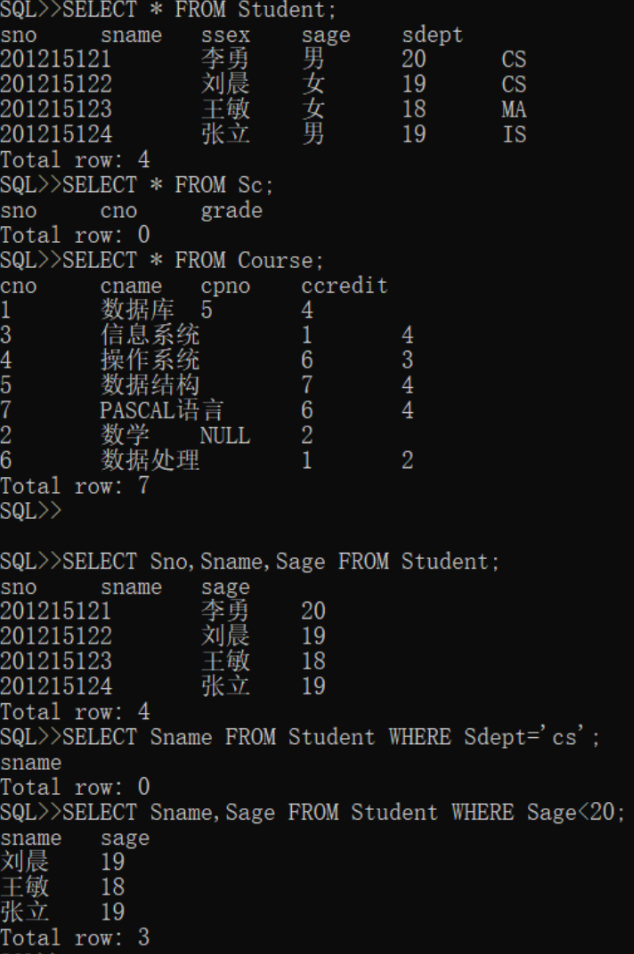 SQL>>SELECT * FROM Student;
sno sname ssex sage sdept
201215121 李勇 男 20 CS
201215122 刘晨 女 19 CS
201215123 王敏 女 18 MA
201215124 张立 男 19 IS
Total row: 4
SQL>>SELECT * FROM Sc;
sno cno grade
Total row: 0
SQL>>SELECT * FROM Course;
cno cname cpno ccredit
1 数据库 5 4
3 信息系统 1 4
4 操作系统 6 3
5 数据结构 7 4
7 PASCAL语言 6 4
2 数学 NULL 2
6 数据处理 1 2
Total row: 7
SQL>>
SQL>>SELECT Sno,Sname,Sage FROM Student;
sno sname sage
201215121 李勇 20
201215122 刘晨 19
201215123 王敏 18
201215124 张立 19
Total row: 4
SQL>>SELECT Sname FROM Student WHERE Sdept='cs';
sname
Total row: 0
SQL>>SELECT Sname,Sage FROM Student WHERE Sage<20;
sname sage
刘晨 19
王敏 18
张立 19
Total row: 3